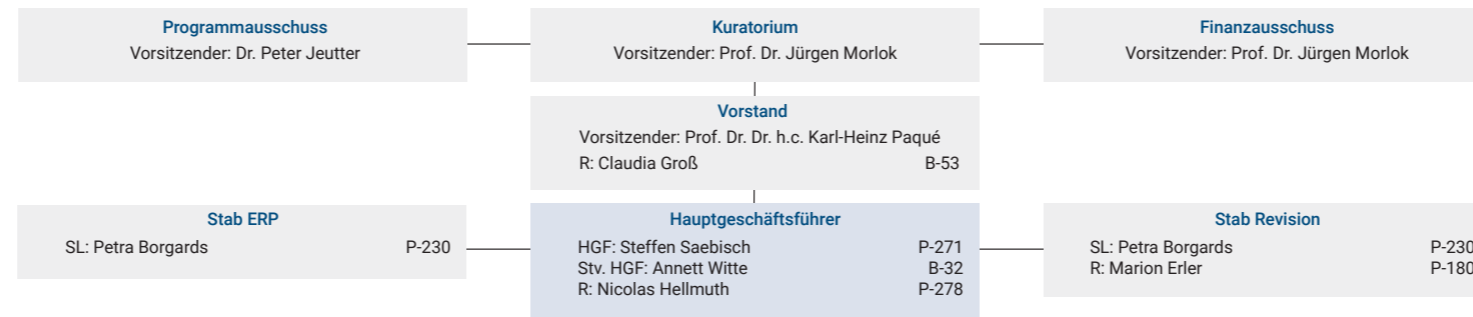 Programmausschuss
Vorsitzender: Dr. Peter Jeutter
Kuratorium
Vorsitzender: Prof. Dr. Jürgen Morlok
Finanzausschuss
Vorsitzender: Prof. Dr. Jürgen Morlok
Vorstand
Vorsitzender: Prof. Dr. Dr. h.c. Karl-Heinz Paqué
R: Claudia Groß B-53
Stab ERP
SL: Petra Borgards P-230
Hauptgeschäftsführer
HGF: Steffen Saebisch P-271
Stv. HGF: Annett Witte B-32
R: Nicolas Hellmuth P-278
Stab Revision
SL: Petra Borgards P-230
R: Marion Erler P-180